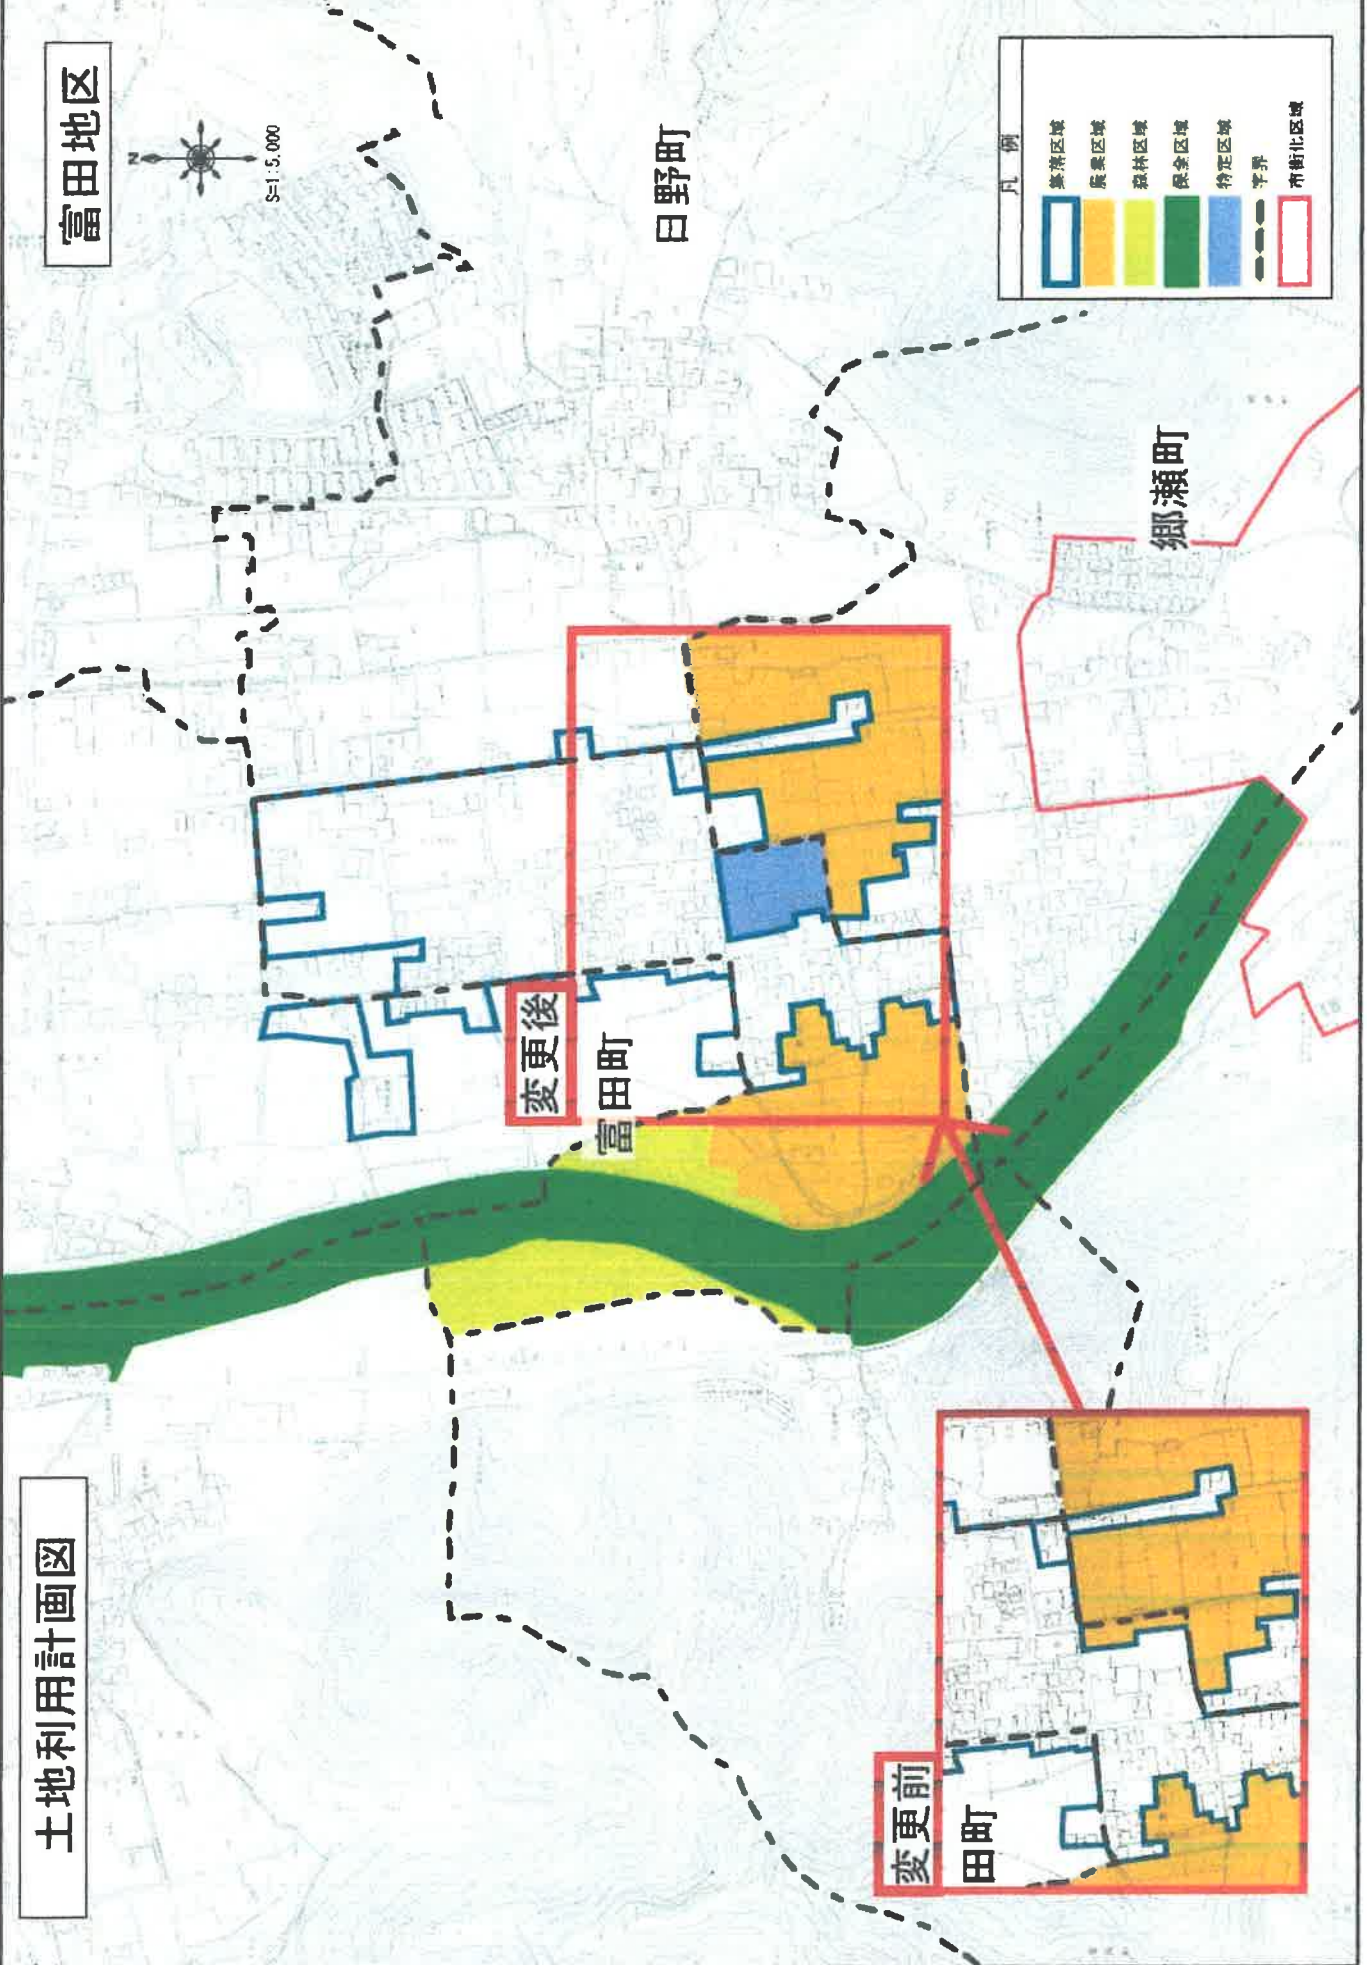 土地利用計画図
富田地区
N
S=1:5,000
日野町
郷瀬町
変更後
富田町
変更前
田町
凡例
集落区域
農業区域
森林区域
保全区域
特定区域
字界
市街化区域